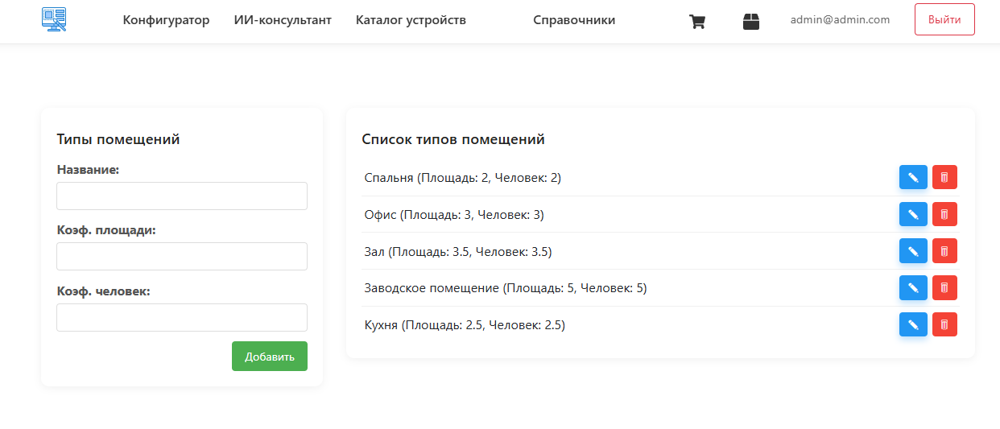 Конфигуратор ИИ-консультант Каталог устройств Справочники admin@admin.com Выйти
Типы помещений
Название:
Коэф. площади:
Коэф. человек:
Добавить
Список типов помещений
Спальня (Площадь: 2, Человек: 2)
Офис (Площадь: 3, Человек: 3)
Зал (Площадь: 3.5, Человек: 3.5)
Заводское помещение (Площадь: 5, Человек: 5)
Кухня (Площадь: 2.5, Человек: 2.5)